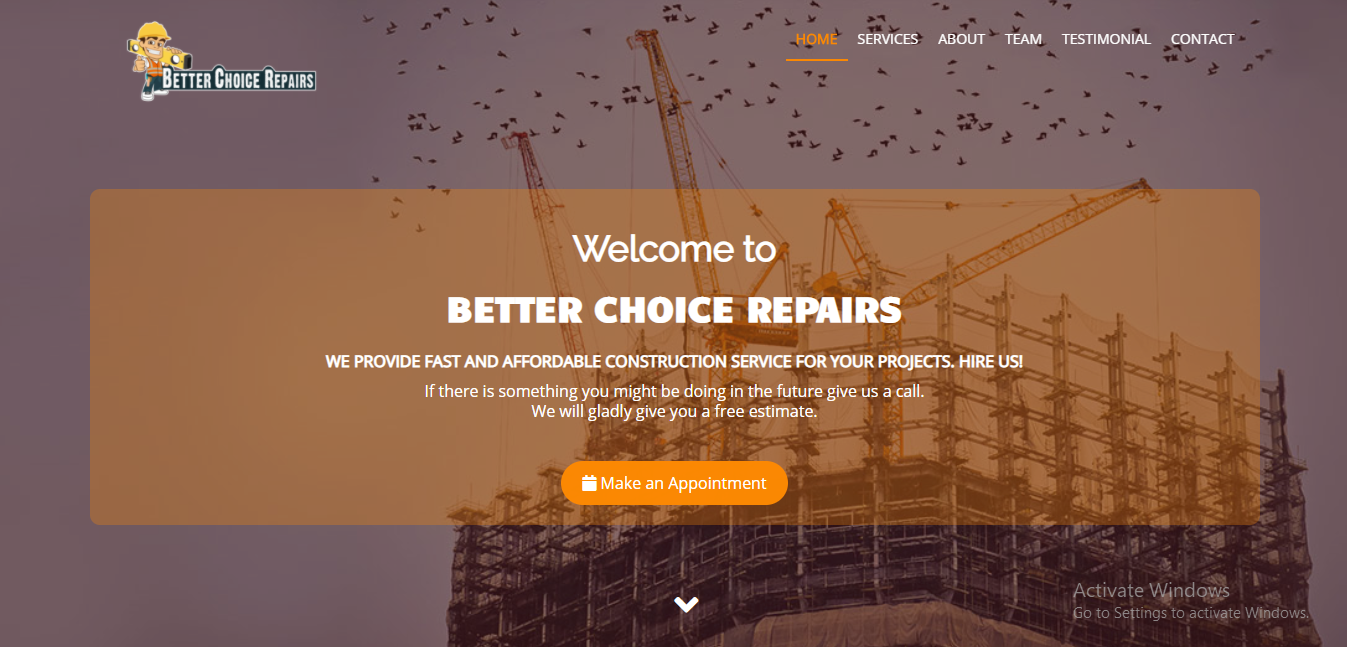 BETTER CHOICE REPAIRS
HOME SERVICES ABOUT TEAM TESTIMONIAL CONTACT
Welcome to
BETTER CHOICE REPAIRS
WE PROVIDE FAST AND AFFORDABLE CONSTRUCTION SERVICE FOR YOUR PROJECTS. HIRE US!
If there is something you might be doing in the future give us a call.
We will gladly give you a free estimate.
Make an Appointment
Activate Windows
Go to Settings to activate Windows.